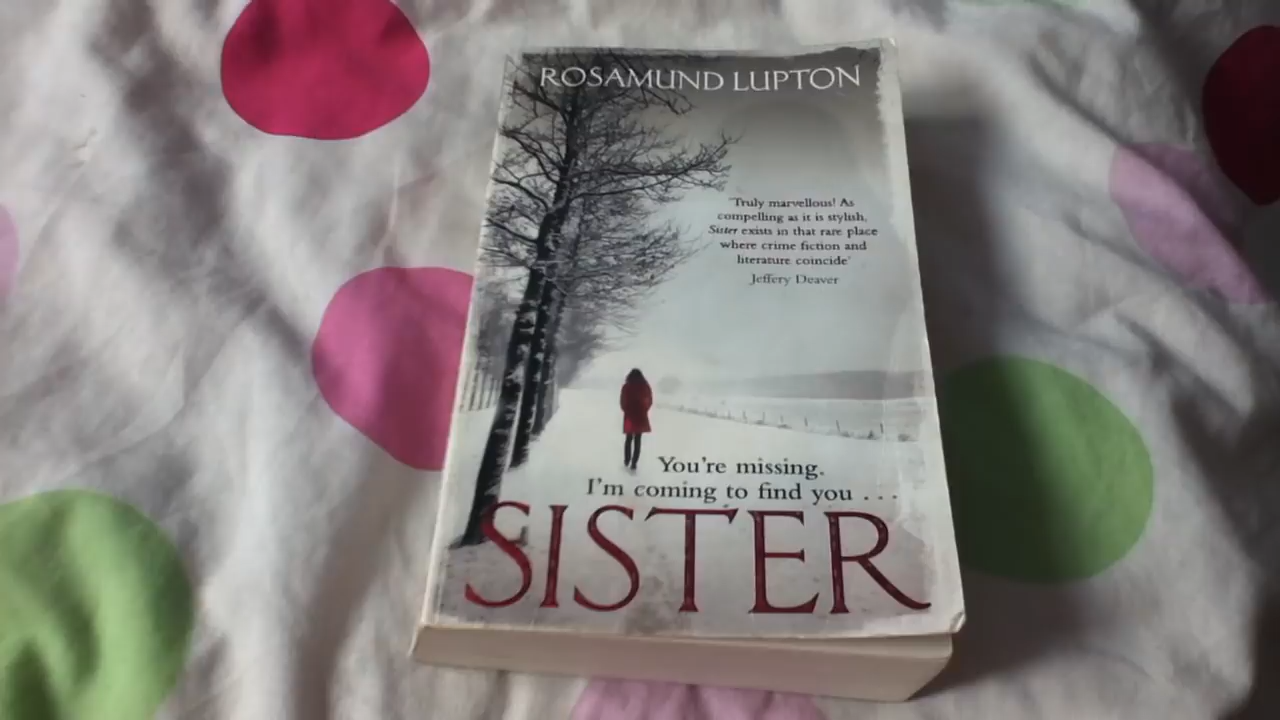 ROSAMUND LUPTON
'Truly marvellous! As
compelling as it is stylish,
Sister exists in that rare place
where crime fiction and
literature coincide'
Jeffery Deaver
You're missing.
I'm coming to find you . . .
SISTER